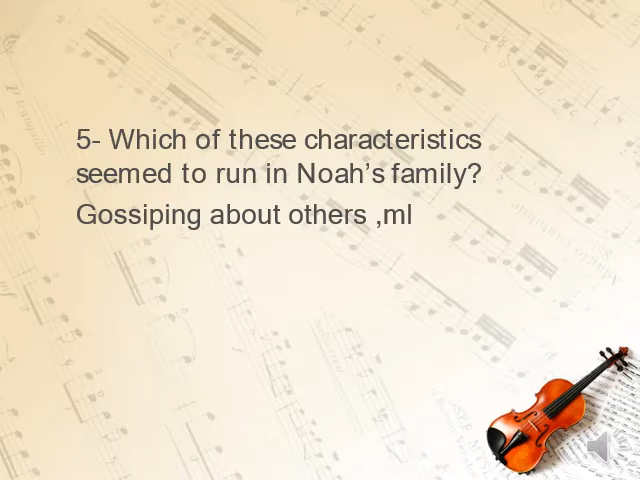 5- Which of these characteristics
seemed to run in Noah’s family?
Gossiping about others ,ml